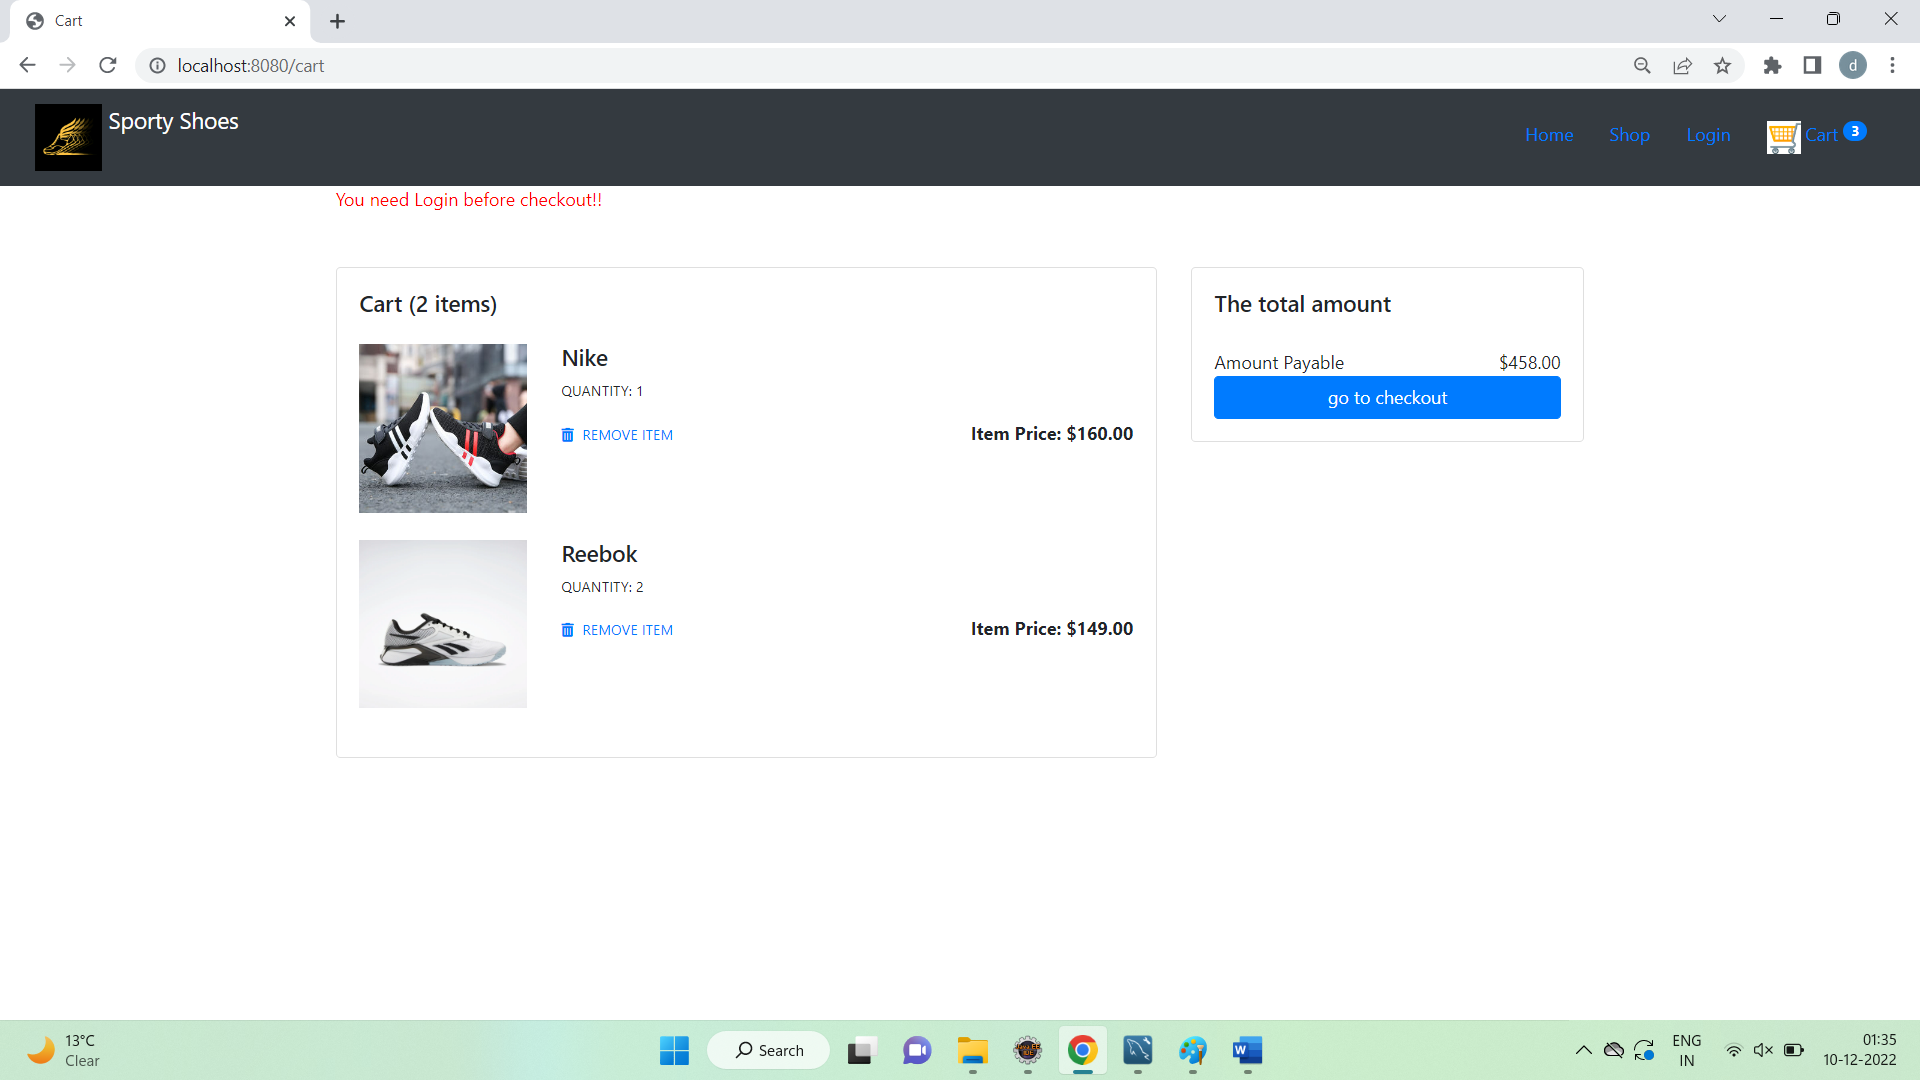 Cart
localhost:8080/cart
d
Sporty Shoes
Home
Shop
Login
Cart 3
You need Login before checkout!!
Cart (2 items)
Nike
QUANTITY: 1
REMOVE ITEM
Item Price: $160.00
Reebok
QUANTITY: 2
REMOVE ITEM
Item Price: $149.00
The total amount
Amount Payable $458.00
go to checkout
13°C
Clear
Search
W
ENG
IN
01:35
10-12-2022